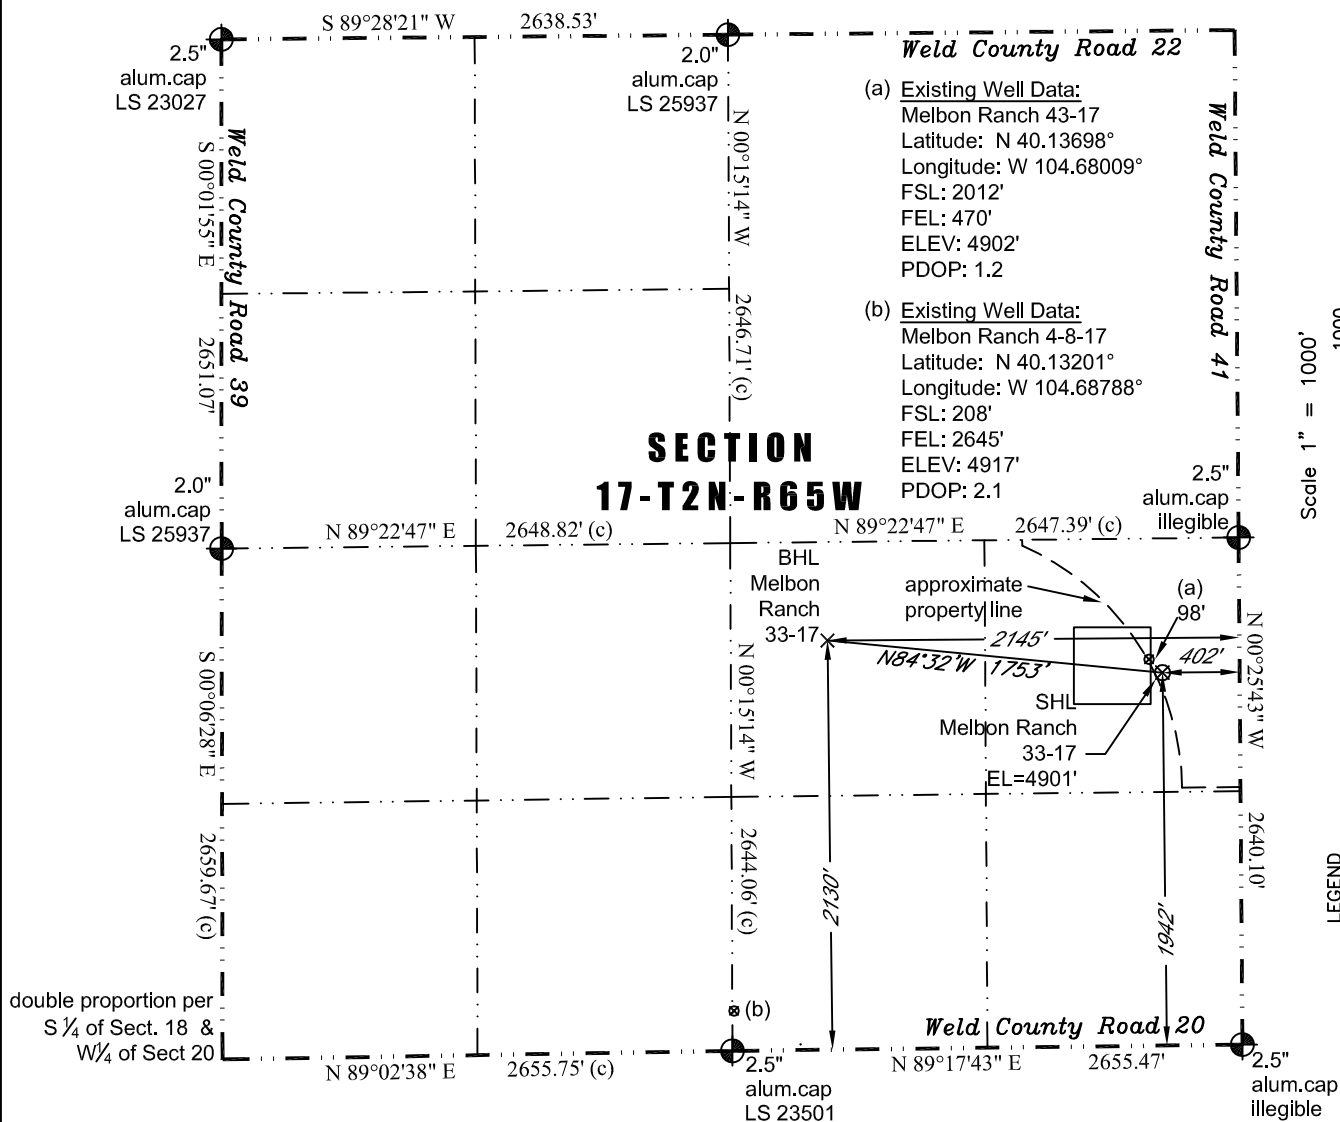 S 89°28'21" W 2638.53'
2.5"
alum.cap
LS 23027
2.0"
alum.cap
LS 25937
Weld County Road 22
(a) Existing Well Data:
Melbon Ranch 43-17
Latitude: N 40.13698°
Longitude: W 104.68009°
FSL: 2012'
FEL: 470'
ELEV: 4902'
PDOP: 1.2
(b) Existing Well Data:
Melbon Ranch 4-8-17
Latitude: N 40.13201°
Longitude: W 104.68788°
FSL: 208'
FEL: 2645'
ELEV: 4917'
PDOP: 2.1
Weld County Road 39
S 00°01'55" E 2651.07'
N 00°15'14" W 2646.71' (c)
Weld County Road 41
Scale 1" = 1000'
1000
SECTION
17-T2N-R65W
2.0"
alum.cap
LS 25937
2.5"
alum.cap
illegible
N 89°22'47" E 2648.82' (c)
N 89°22'47" E 2647.39' (c)
BHL
Melbon
Ranch
33-17
approximate
property line
(a)
98'
2145'
N84°32'W 1753'
402'
SHL
Melbon Ranch
33-17
EL=4901'
S 00°06'28" E 2659.67' (c)
N 00°15'14" W 2644.06' (c)
N 00°25'43" W 2640.10'
2130'
1942'
LEGEND
double proportion per
S 1/4 of Sect. 18 &
W1/4 of Sect 20
(b)
Weld County Road 20
N 89°02'38" E 2655.75' (c)
N 89°17'43" E 2655.47'
2.5"
alum.cap
LS 23501
2.5"
alum.cap
illegible